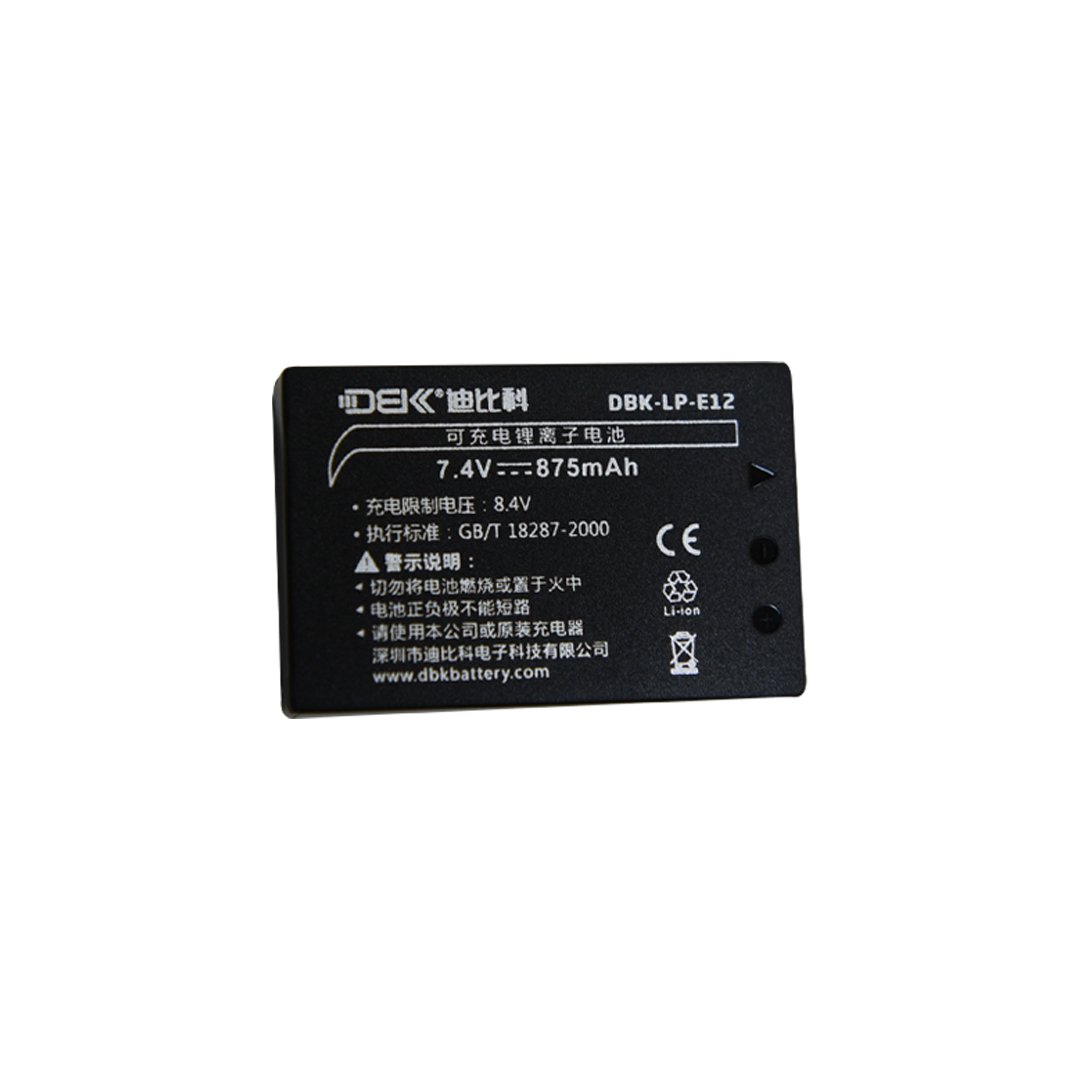 DBK®迪比科 DBK-LP-E12
可充电锂离子电池
7.4V⎓875mAh
• 充电限制电压：8.4V
• 执行标准：GB/T 18287-2000
警示说明：
切勿将电池燃烧或置于火中
电池正负极不能短路
请使用本公司或原装充电器
深圳市迪比科电子科技有限公司
www.dbkbattery.com
CE
Li-ion